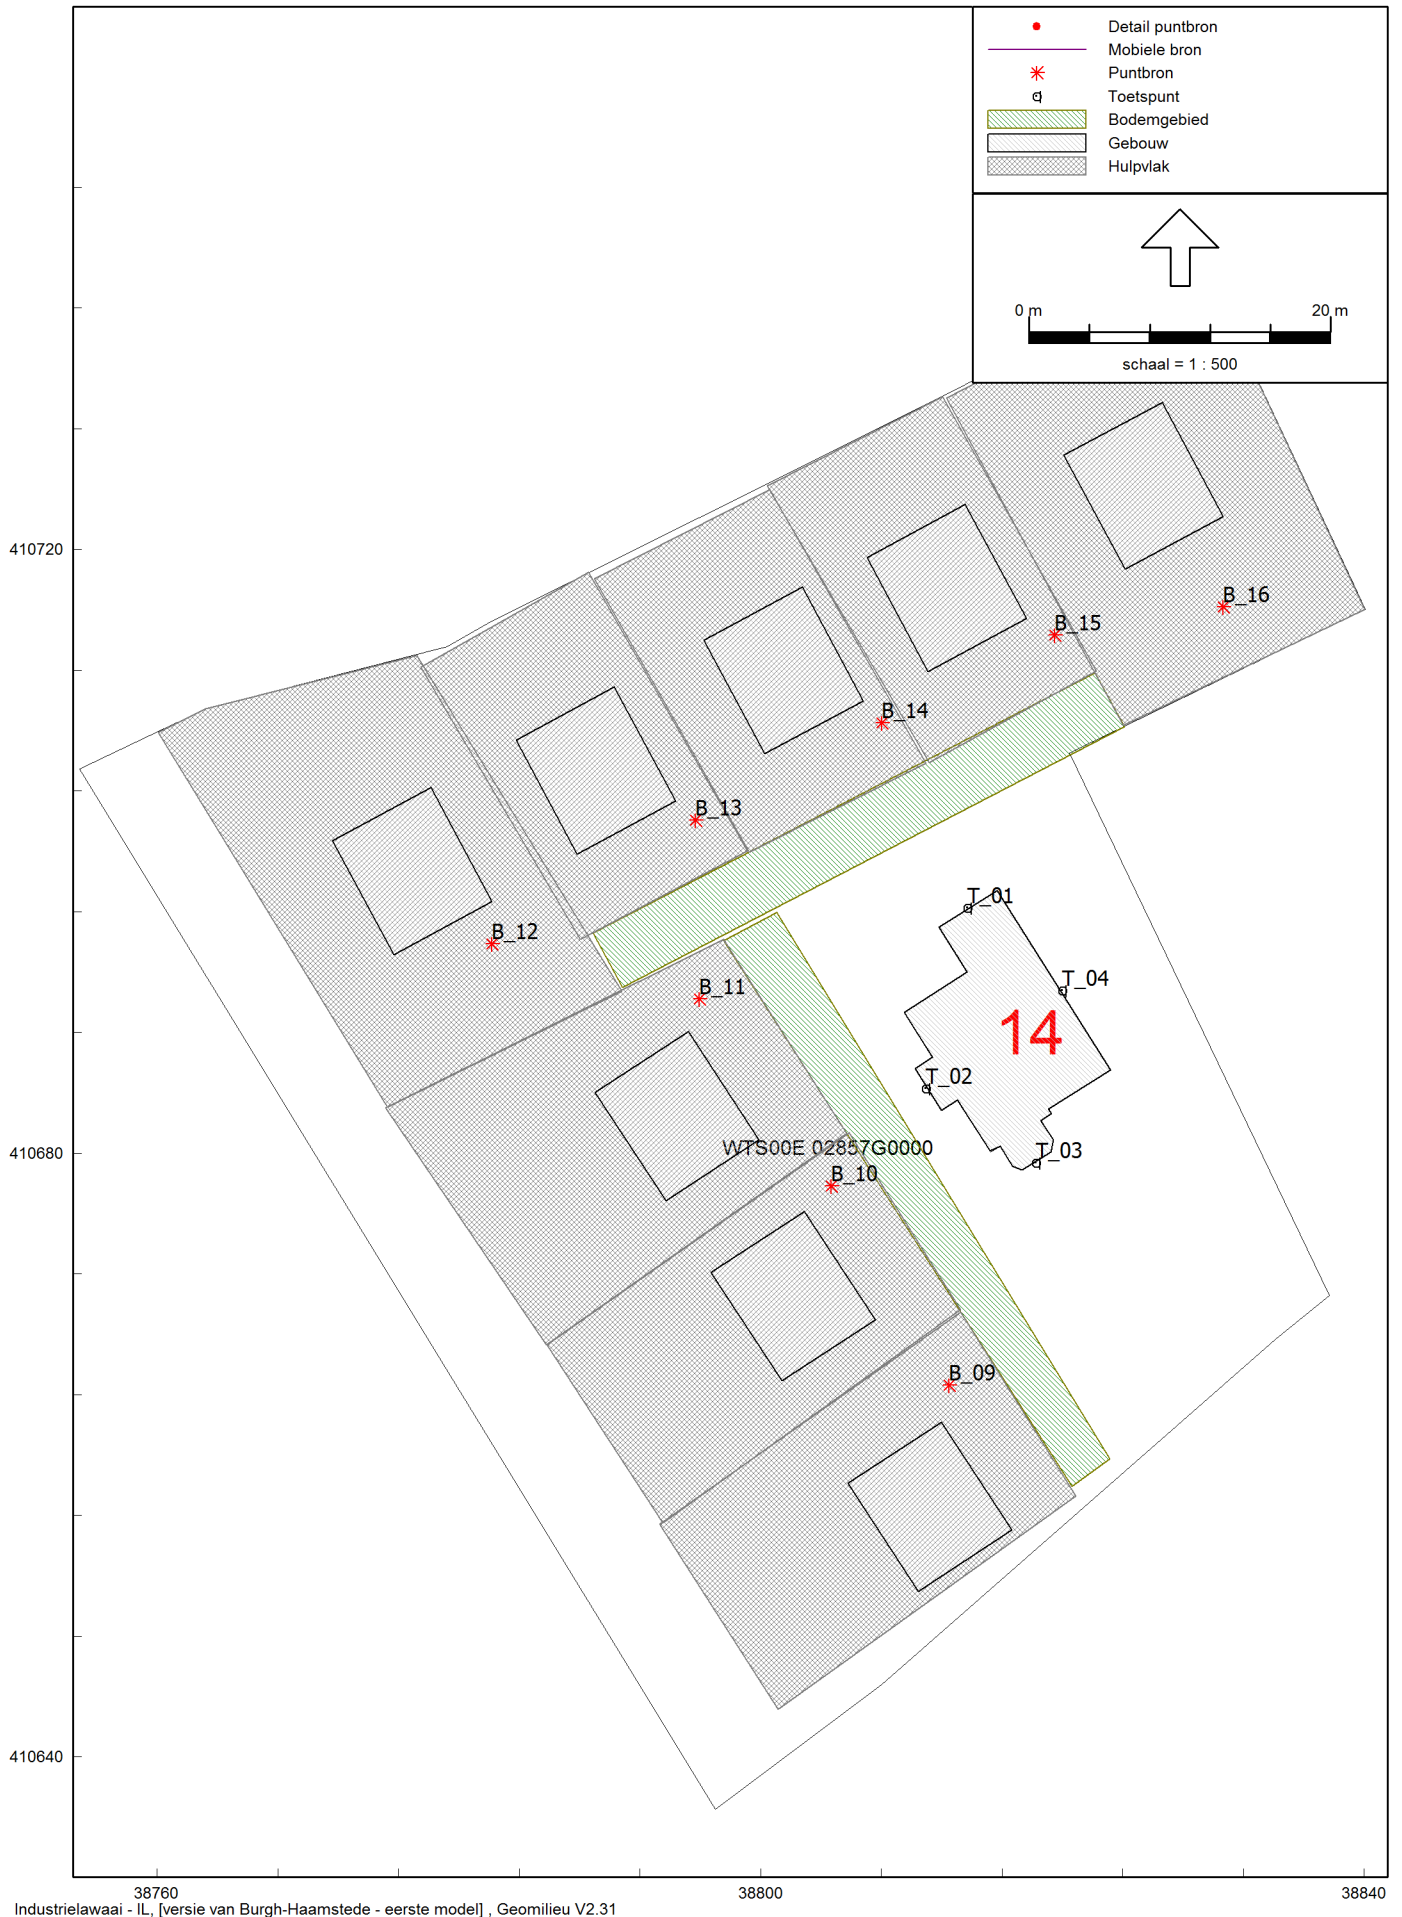 Detail puntbron
Mobiele bron
Puntbron
Toetspunt
Bodemgebied
Gebouw
Hulpvlak
0 m 20 m
schaal = 1 : 500
410720
B_16
B_15
B_14
B_13
T_01
B_12
T_04
B_11
14
T_02
410680
WTS00E 02857G0000
T_03
B_10
B_09
410640
38760 38800 38840
Industrielawaai - IL, [versie van Burgh-Haamstede - eerste model] , Geomilieu V2.31